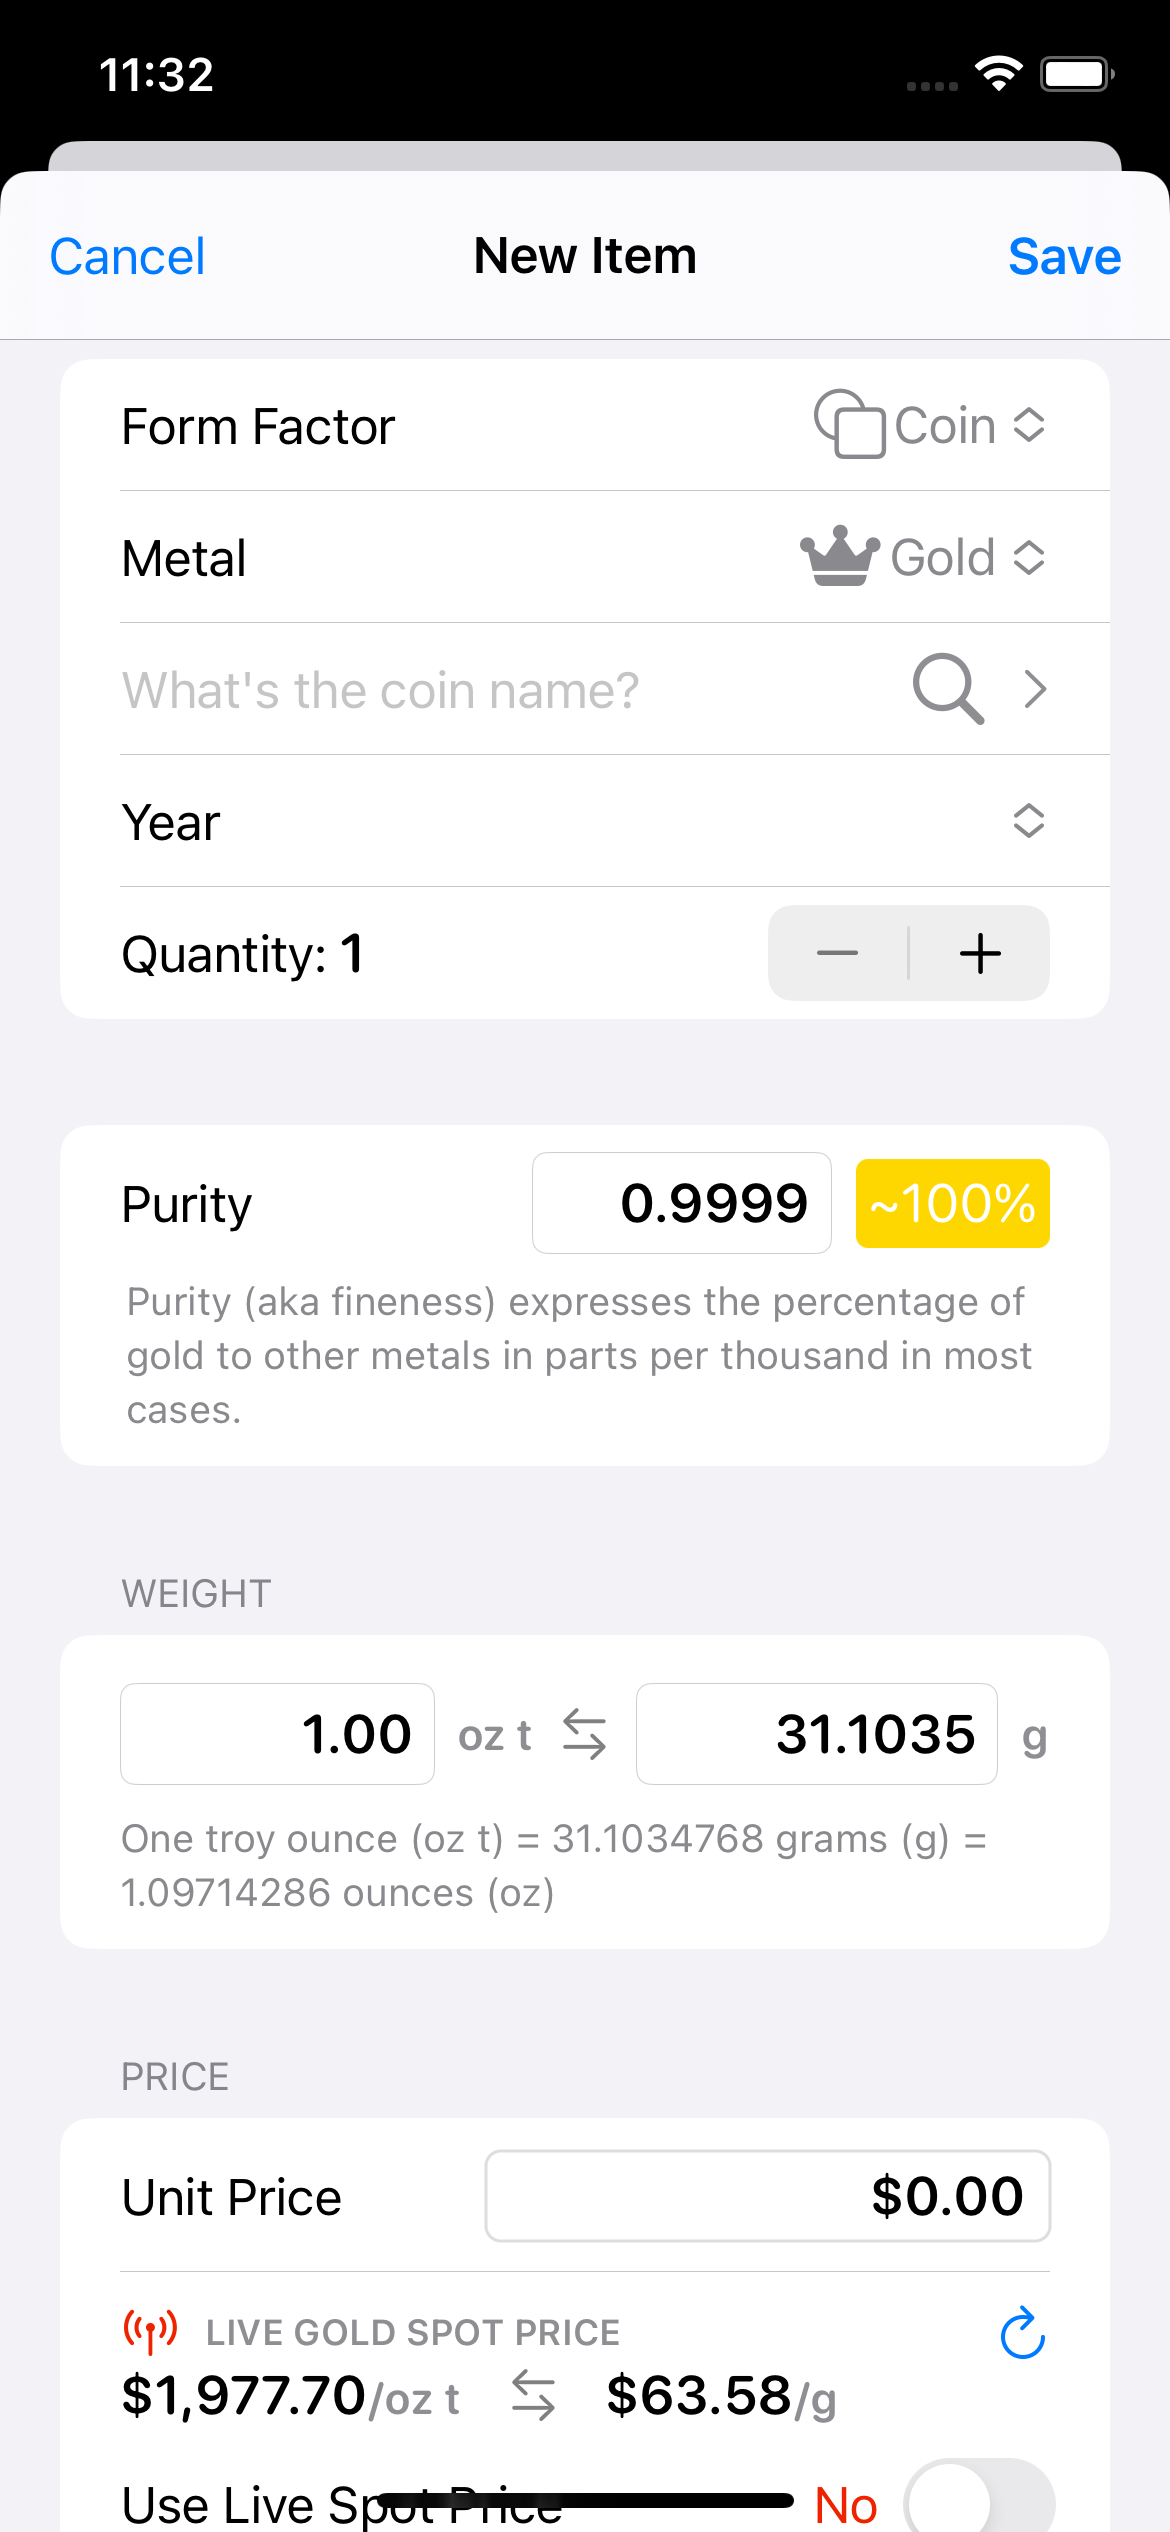 11:32
Cancel New Item Save
Form Factor Coin
Metal Gold
What's the coin name?
Year
Quantity: 1
Purity 0.9999 ~100%
Purity (aka fineness) expresses the percentage of
gold to other metals in parts per thousand in most
cases.
WEIGHT
1.00 oz t 31.1035 g
One troy ounce (oz t) = 31.1034768 grams (g) =
1.09714286 ounces (oz)
PRICE
Unit Price $0.00
LIVE GOLD SPOT PRICE
$1,977.70/oz t $63.58/g
Use Live Spot Price No